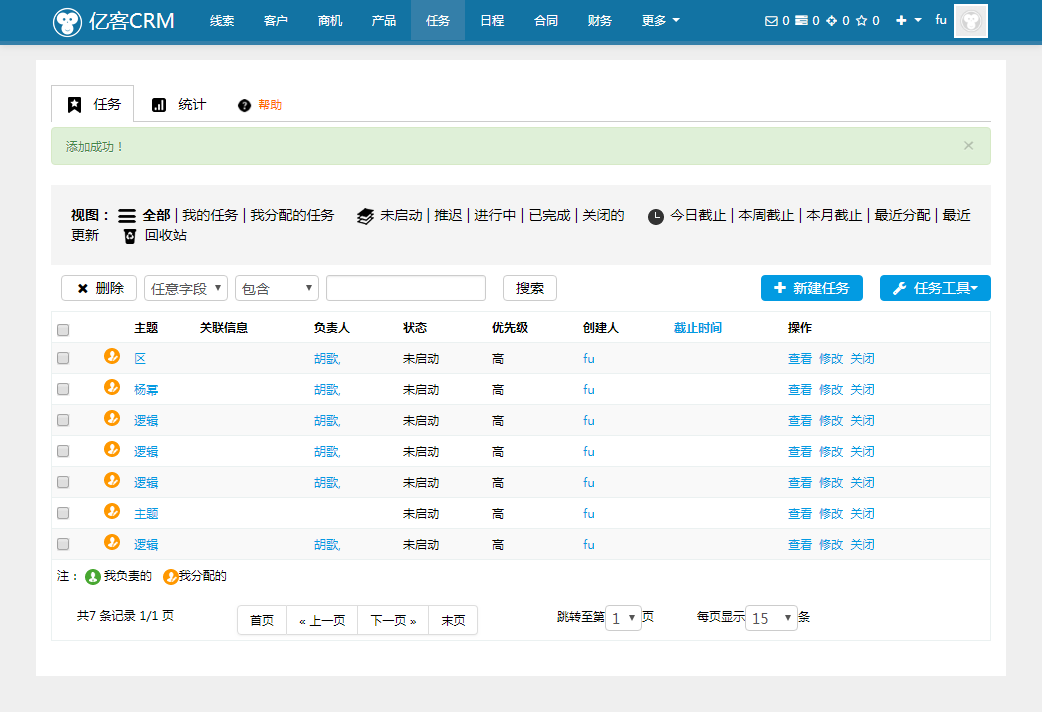 亿客CRM 线索 客户 商机 产品 任务 日程 合同 财务 更多 0 0 0 0 fu
任务 统计 帮助
添加成功！ ×
视图： 全部 | 我的任务 | 我分配的任务 未启动 | 推迟 | 进行中 | 已完成 | 关闭的 今日截止 | 本周截止 | 本月截止 | 最近分配 | 最近
更新 回收站
删除 任意字段 包含 搜索 新建任务 任务工具
主题 关联信息 负责人 状态 优先级 创建人 截止时间 操作
区 胡歌, 未启动 高 fu 查看 修改 关闭
杨幂 胡歌, 未启动 高 fu 查看 修改 关闭
逻辑 胡歌, 未启动 高 fu 查看 修改 关闭
逻辑 胡歌, 未启动 高 fu 查看 修改 关闭
逻辑 胡歌, 未启动 高 fu 查看 修改 关闭
主题 未启动 高 fu 查看 修改 关闭
逻辑 胡歌, 未启动 高 fu 查看 修改 关闭
注： 我负责的 我分配的
共7 条记录 1/1 页 首页 « 上一页 下一页 » 末页 跳转至第 1 页 每页显示 15 条